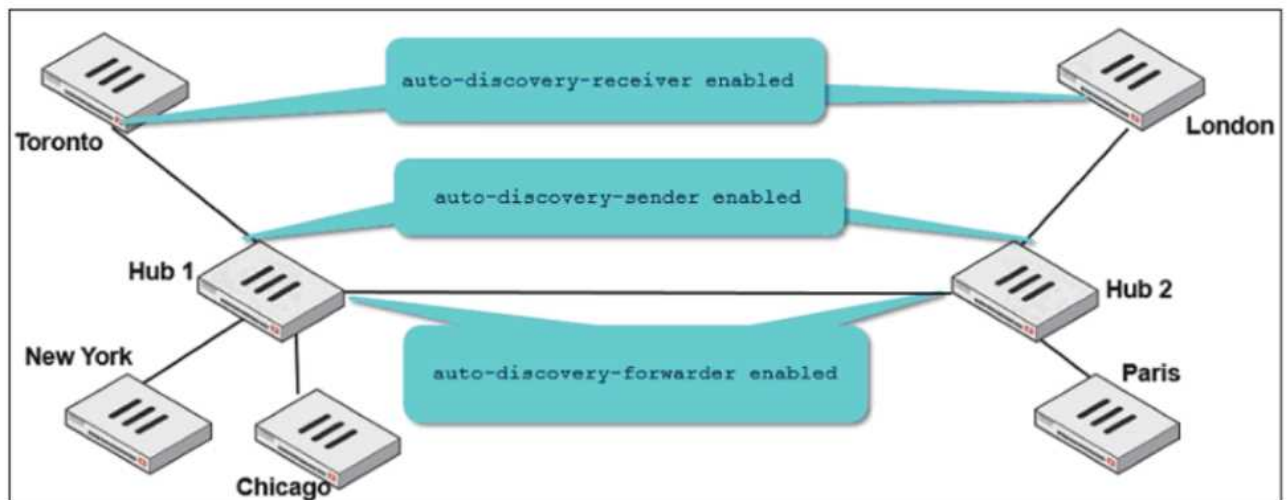 auto-discovery-receiver enabled
Toronto
London
auto-discovery-sender enabled
Hub 1
Hub 2
New York
auto-discovery-forwarder enabled
Paris
Chicago